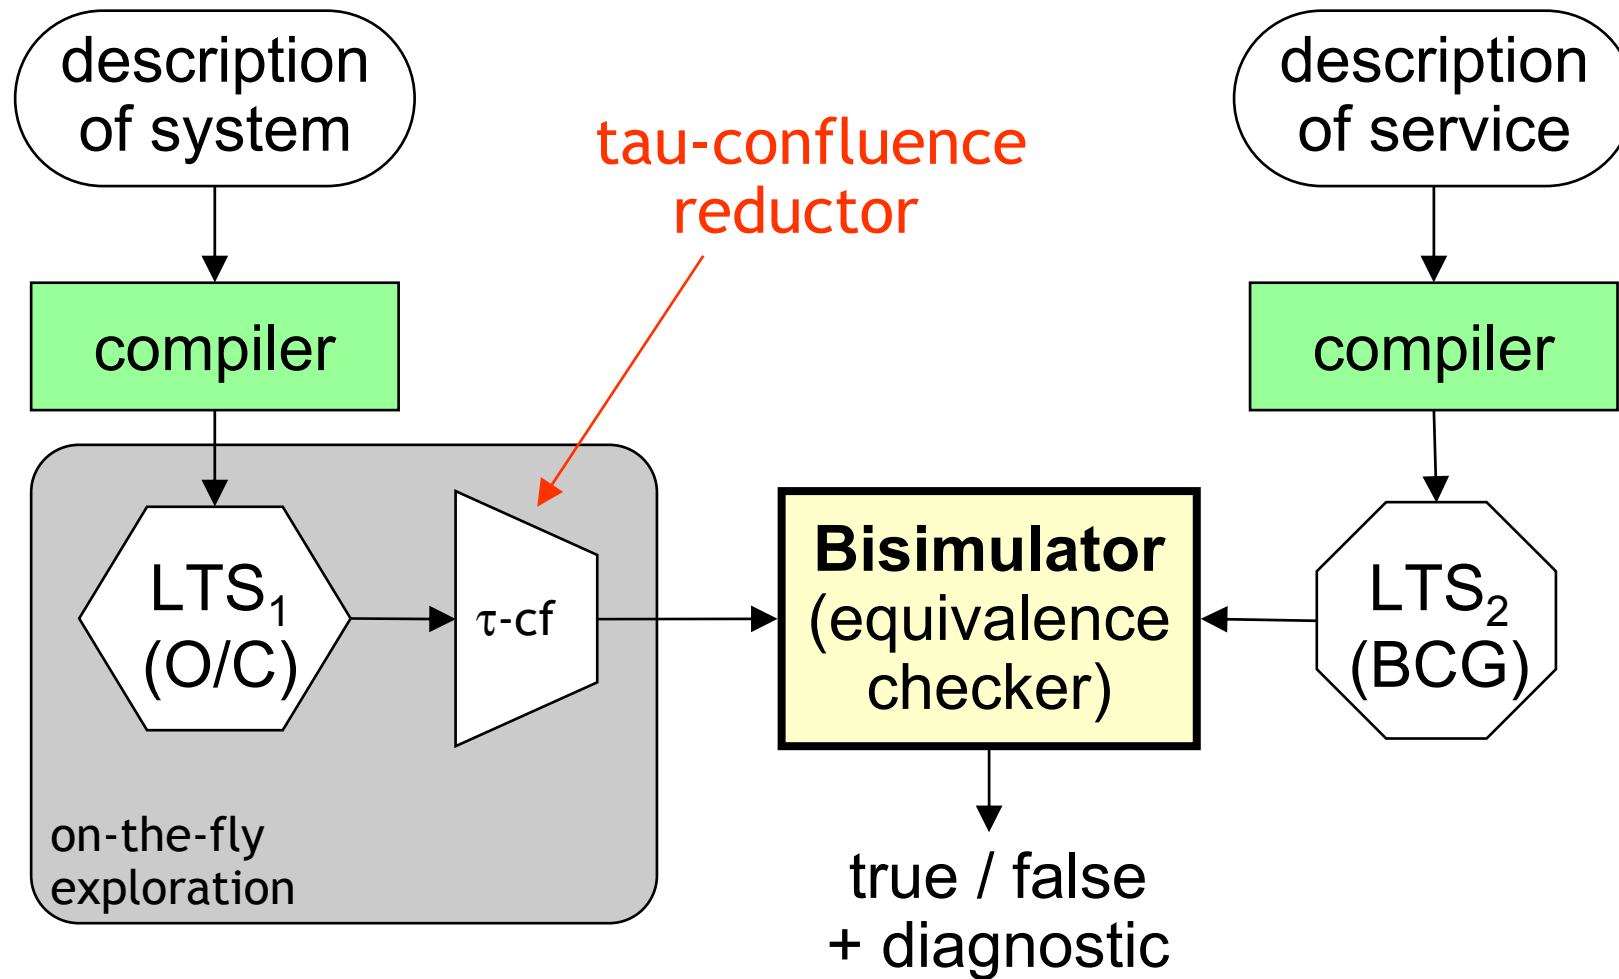 description
of system
description
of service
tau-confluence
reductor
compiler
compiler
LTS₁
(O/C)
τ-cf
Bisimulator
(equivalence
checker)
LTS₂
(BCG)
on-the-fly
exploration
true / false
+ diagnostic